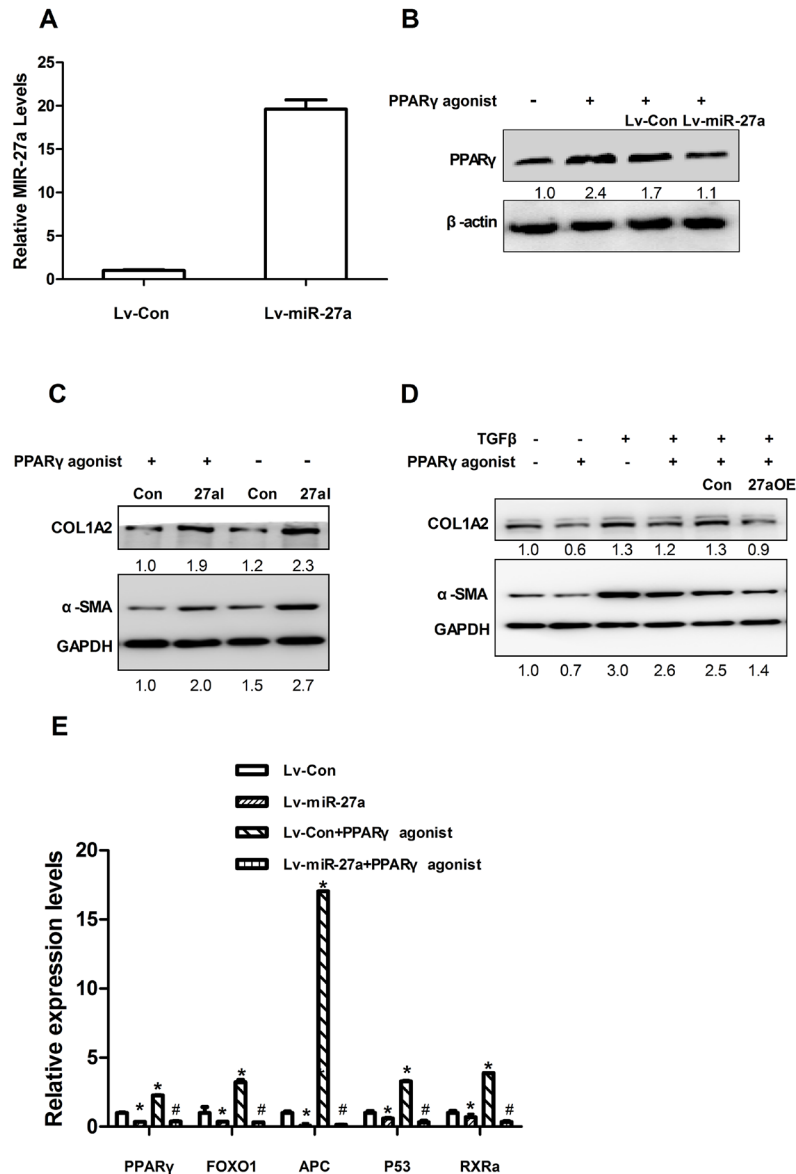 A
Relative MIR-27a Levels
25
20
15
10
5
0
Lv-Con Lv-miR-27a
B
PPARγ agonist - + + +
Lv-Con Lv-miR-27a
PPARγ
1.0 2.4 1.7 1.1
β-actin
C
PPARγ agonist + + - -
Con 27aI Con 27aI
COL1A2
1.0 1.9 1.2 2.3
α-SMA
GAPDH
1.0 2.0 1.5 2.7
D
TGFβ - - + + + +
PPARγ agonist - + - + + +
Con 27aOE
COL1A2
1.0 0.6 1.3 1.2 1.3 0.9
α-SMA
GAPDH
1.0 0.7 3.0 2.6 2.5 1.4
E
Lv-Con
Lv-miR-27a
Lv-Con+PPARγ agonist
Lv-miR-27a+PPARγ agonist
Relative expression levels
20
15
10
5
0
* * # * * # * * # * * # * * #
PPARγ FOXO1 APC P53 RXRa